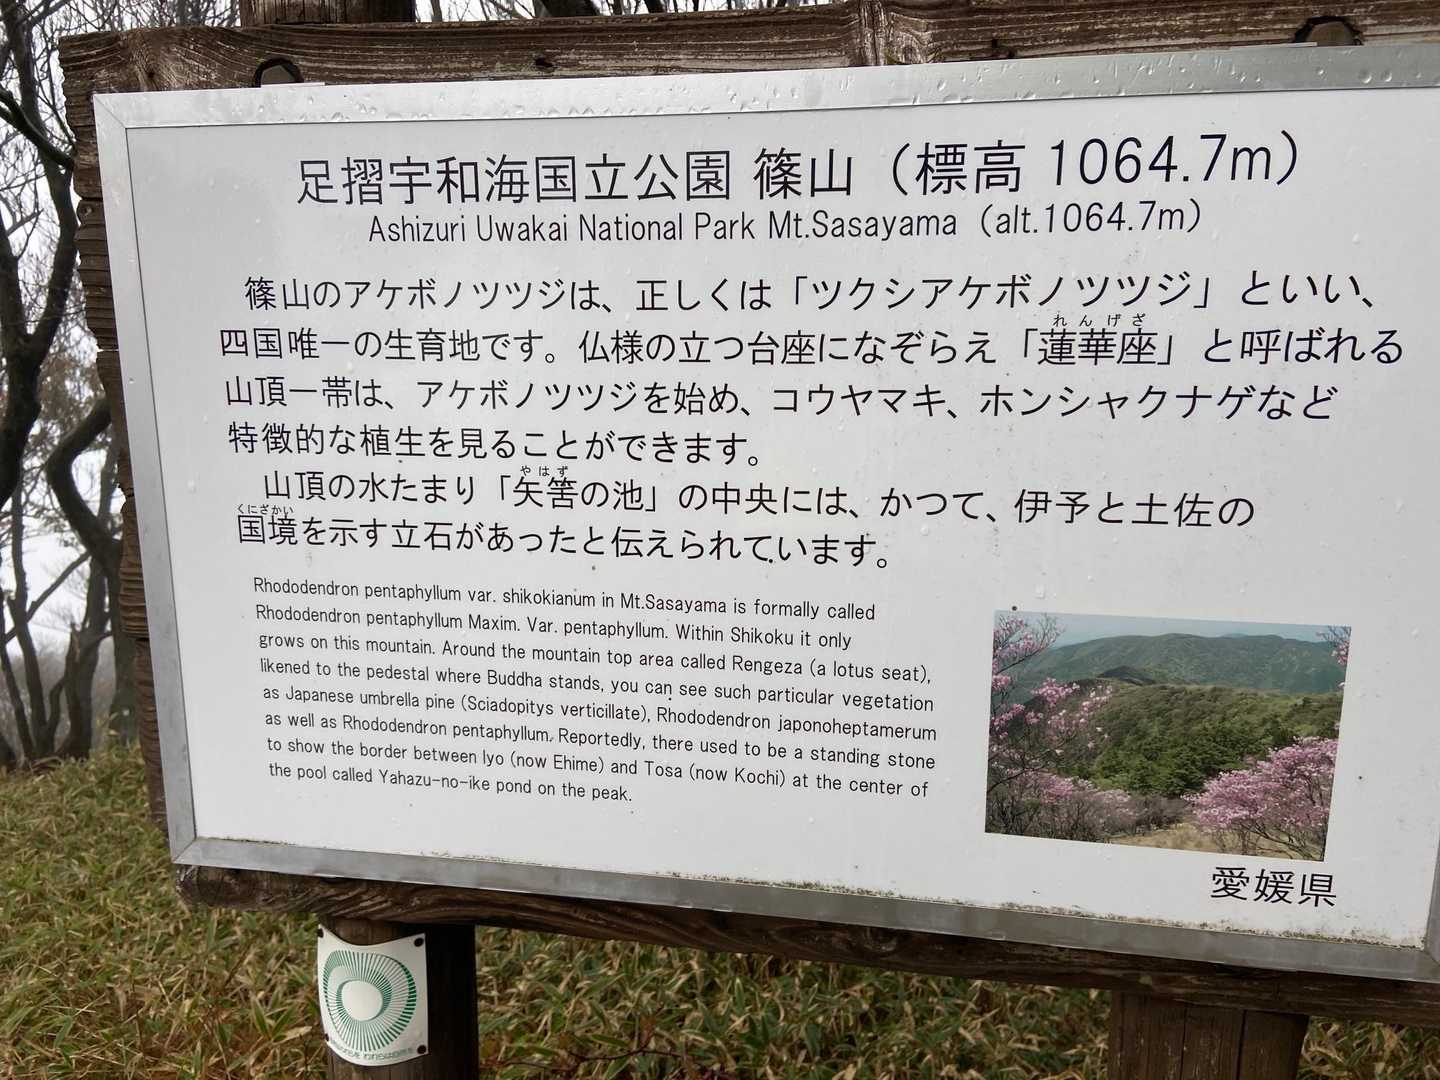 足摺宇和海国立公園 篠山（標高 1064.7m）
Ashizuri Uwakai National Park Mt.Sasayama（alt.1064.7m）
篠山のアケボノツツジは、正しくは「ツクシアケボノツツジ」といい、
れんげざ
四国唯一の生育地です。仏様の立つ台座になぞらえ「蓮華座」と呼ばれる
山頂一帯は、アケボノツツジを始め、コウヤマキ、ホンシャクナゲなど
特徴的な植生を見ることができます。
やはず
山頂の水たまり「矢筈の池」の中央には、かつて、伊予と土佐の
くにざかい
国境を示す立石があったと伝えられています。
Rhododendron pentaphyllum var. shikokianum in Mt.Sasayama is formally called
Rhododendron pentaphyllum Maxim. Var. pentaphyllum. Within Shikoku it only
grows on this mountain. Around the mountain top area called Rengeza (a lotus seat),
likened to the pedestal where Buddha stands, you can see such particular vegetation
as Japanese umbrella pine (Sciadopitys verticillate), Rhododendron japonoheptamerum
as well as Rhododendron pentaphyllum. Reportedly, there used to be a standing stone
to show the border between Iyo (now Ehime) and Tosa (now Kochi) at the center of
the pool called Yahazu-no-ike pond on the peak.
愛媛県